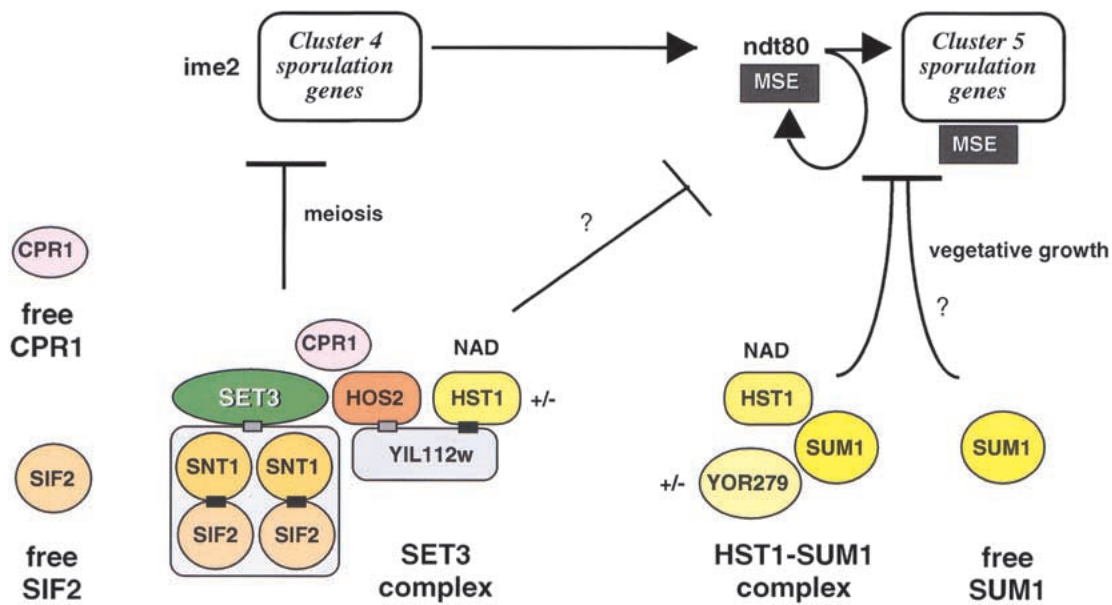 ime2
Cluster 4
sporulation
genes
ndt80
MSE
Cluster 5
sporulation
genes
MSE
meiosis
?
vegetative growth
?
CPR1
free
CPR1
CPR1
NAD
SET3
HOS2
HST1
+/-
SNT1
SNT1
YIL112w
SIF2
SIF2
SIF2
free
SIF2
SET3
complex
NAD
HST1
SUM1
+/-
YOR279
HST1-SUM1
complex
SUM1
free
SUM1